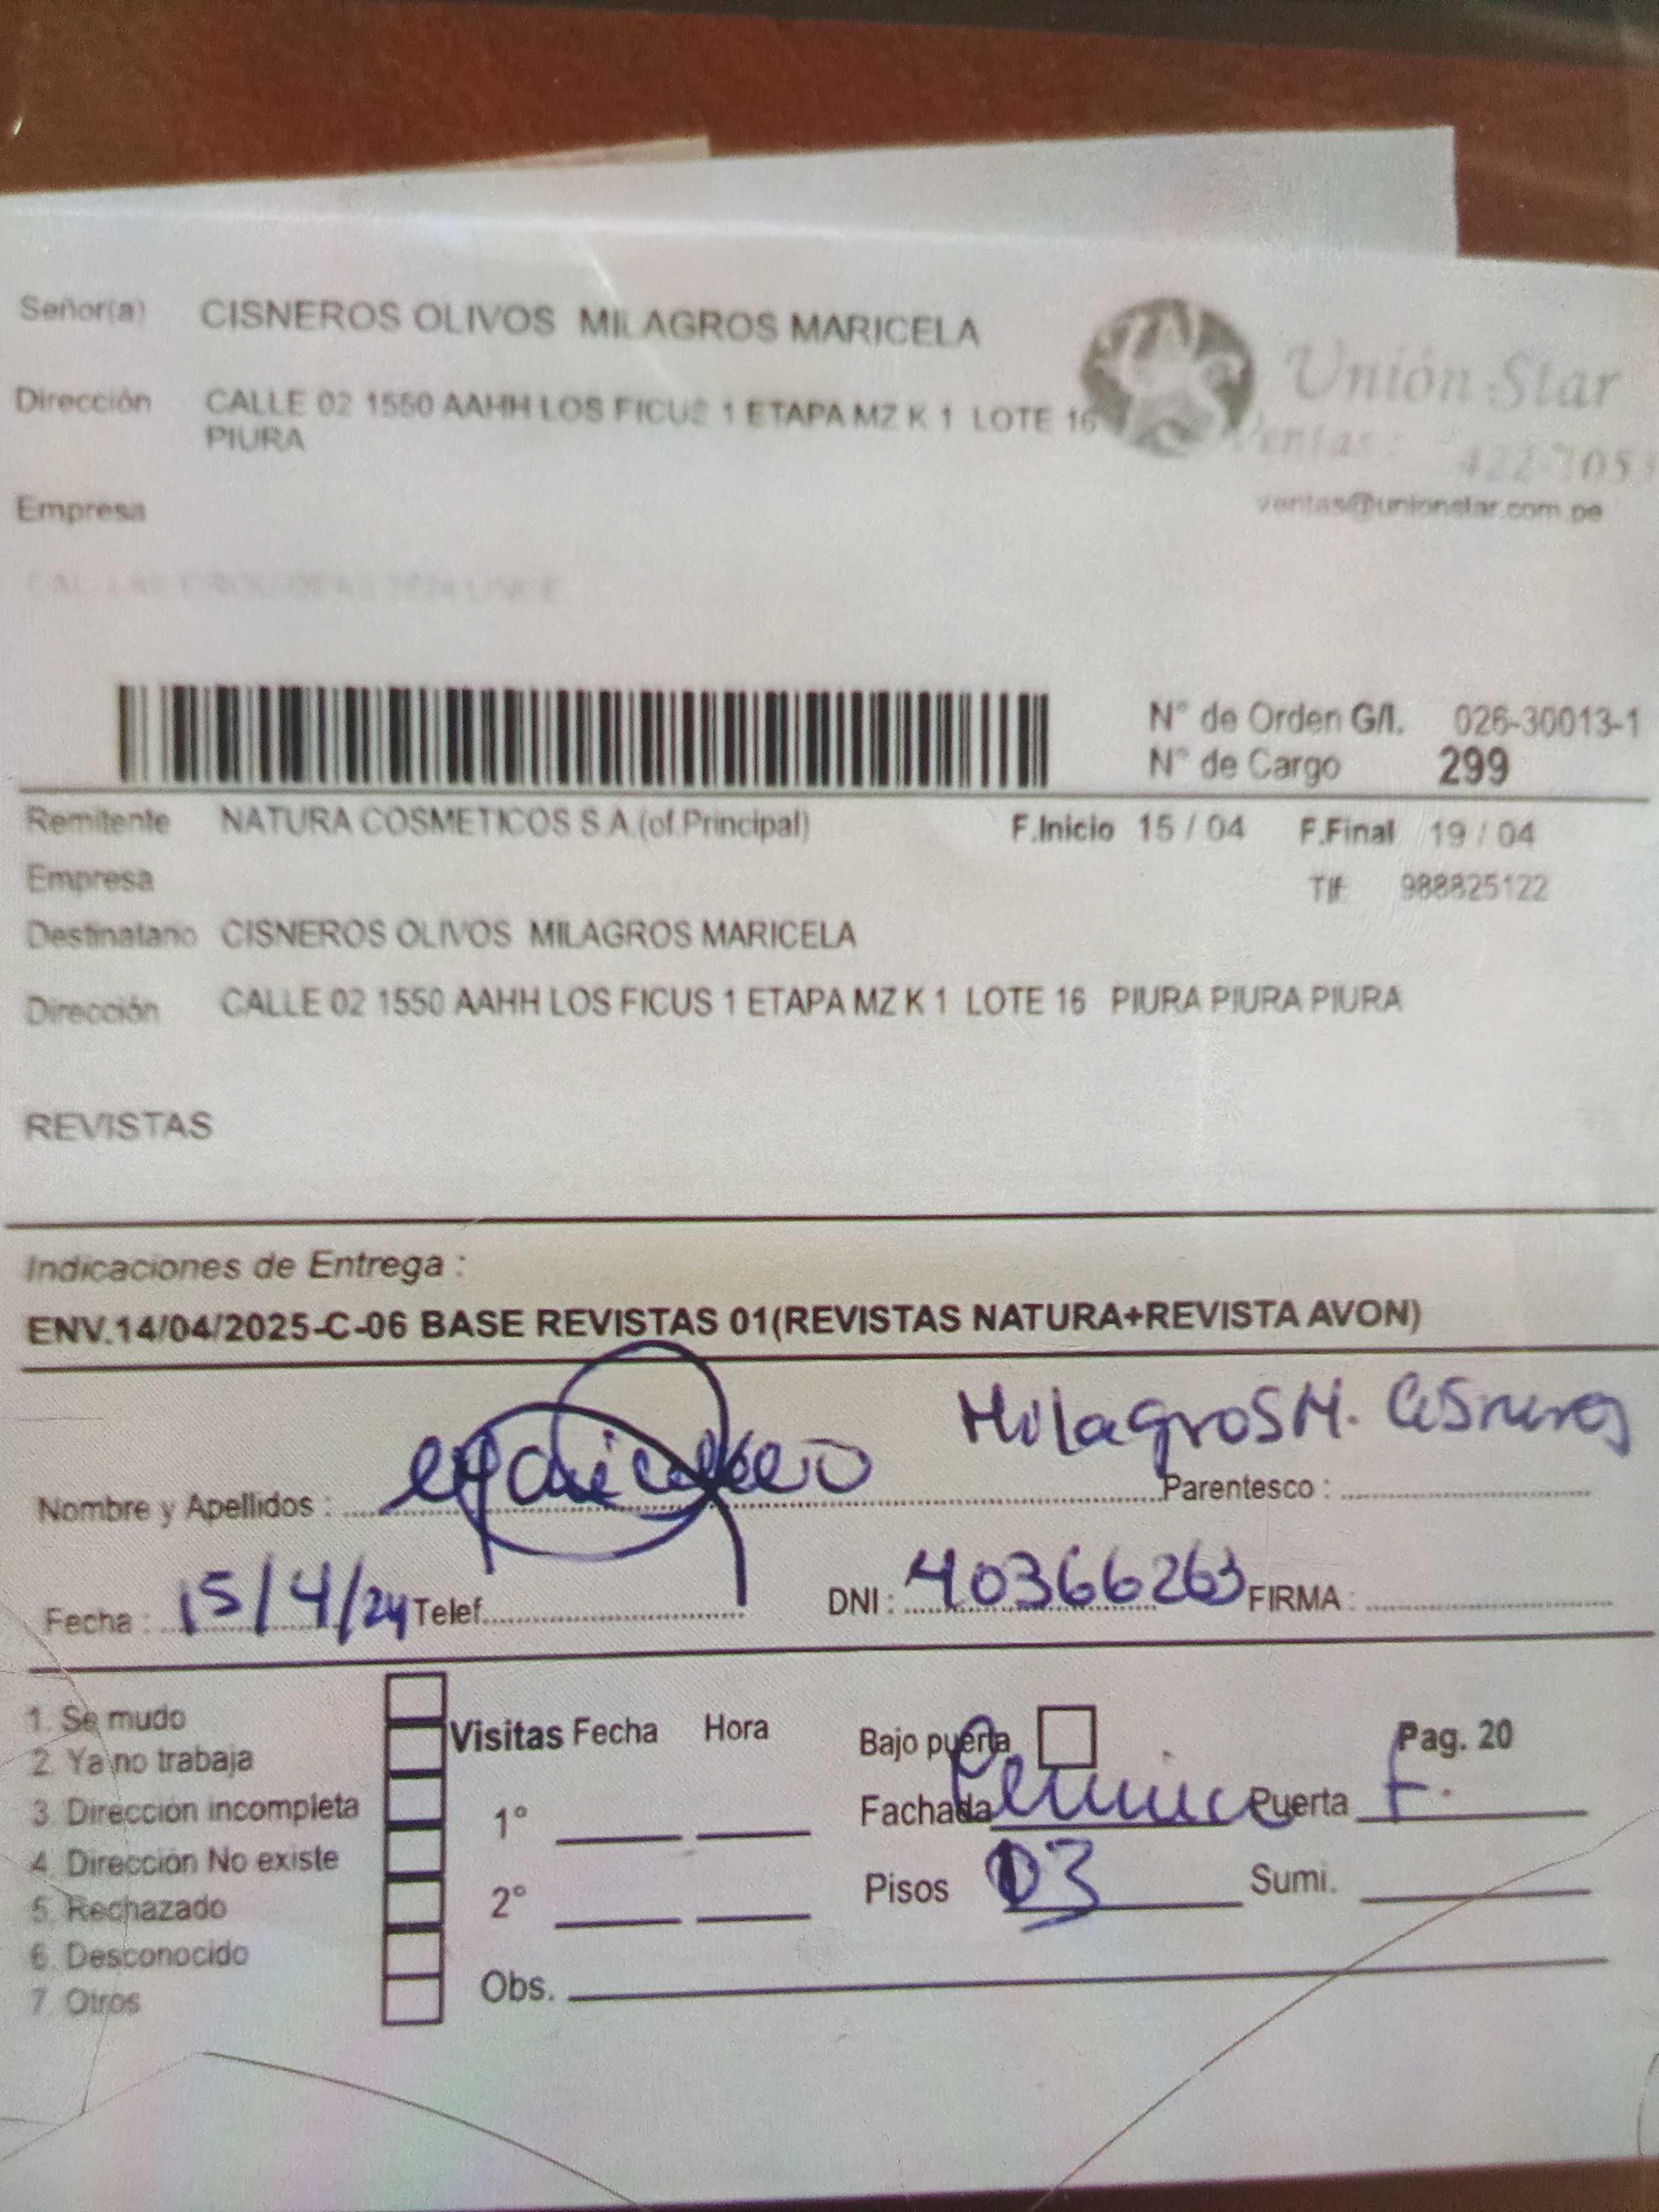 Señor(a) CISNEROS OLIVOS MILAGROS MARICELA
Unión Star
Dirección CALLE 02 1550 AAHH LOS FICUS 1 ETAPA MZ K 1 LOTE 16
PIURA
Ventas: 422-1053
Empresa
ventas@unionstar.com.pe
N° de Orden G/I. 026-30013-1
N° de Cargo 299
Remitente NATURA COSMETICOS S.A.(of.Principal) F.Inicio 15 / 04 F.Final 19 / 04
Empresa Tlf 988825122
Destinatario CISNEROS OLIVOS MILAGROS MARICELA
Dirección CALLE 02 1550 AAHH LOS FICUS 1 ETAPA MZ K 1 LOTE 16 PIURA PIURA PIURA
REVISTAS
Indicaciones de Entrega :
ENV.14/04/2025-C-06 BASE REVISTAS 01(REVISTAS NATURA+REVISTA AVON)
Milagros M. Cisneros
Nombre y Apellidos : Parentesco :
Fecha : 15/4/24 Telef. DNI : 40366263 FIRMA :
1. Se mudo
2. Ya no trabaja
3. Dirección incompleta
4. Dirección No existe
5. Rechazado
6. Desconocido
7. Otros
Visitas Fecha Hora
1°
2°
Obs.
Bajo puerta Pag. 20
Fachada Puerta F.
Pisos 03 Sumi.